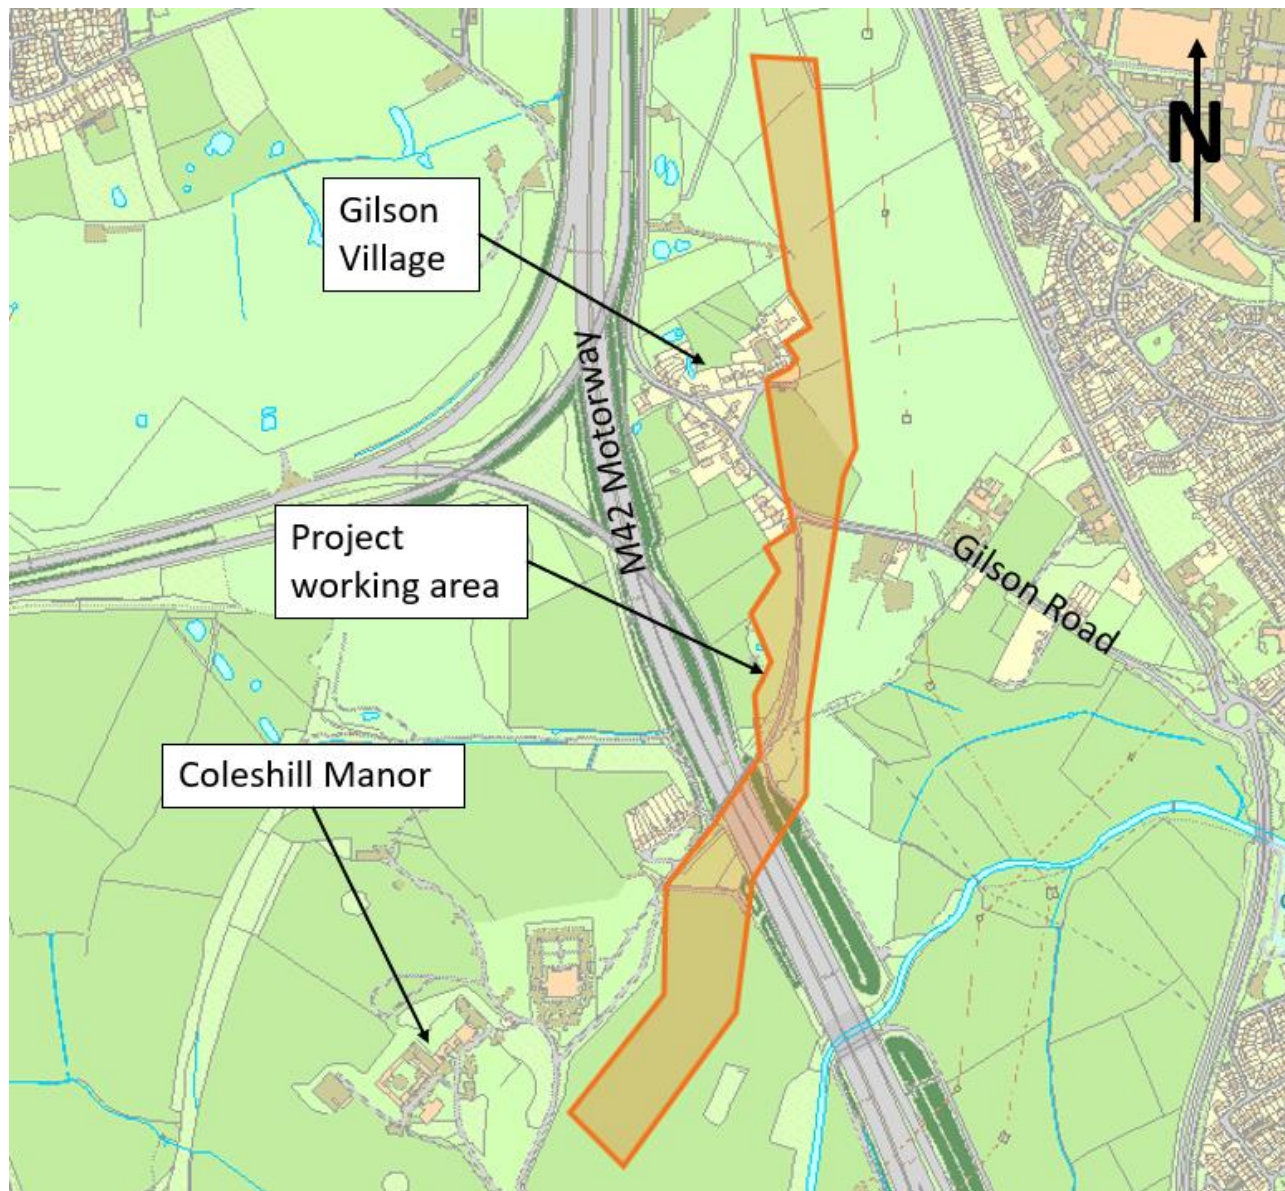 N
Gilson
Village
M42 Motorway
Project
working area
Gilson Road
Coleshill Manor